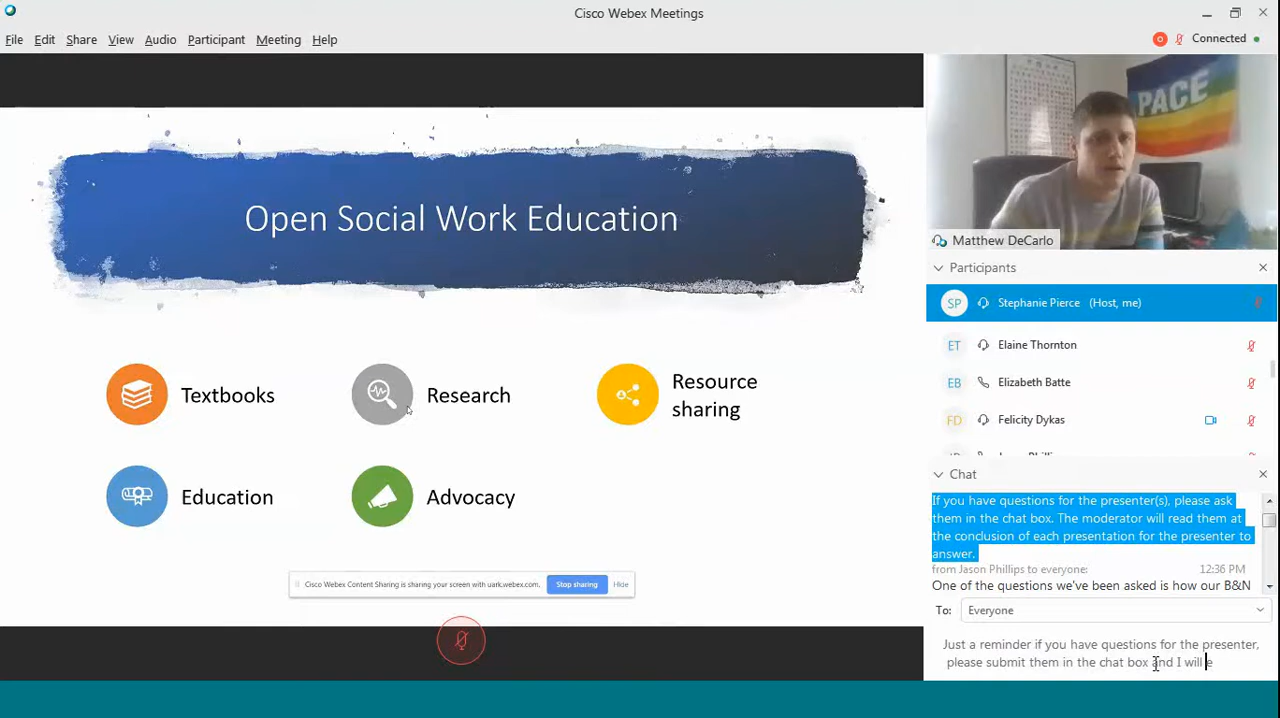 Cisco Webex Meetings
File Edit Share View Audio Participant Meeting Help
Connected
PACE
Matthew DeCarlo
Open Social Work Education
Textbooks
Research
Resource
sharing
Education
Advocacy
Cisco Webex Content Sharing is sharing your screen with uark.webex.com.
Stop sharing
Hide
Participants
SP Stephanie Pierce (Host, me)
ET Elaine Thornton
EB Elizabeth Batte
FD Felicity Dykas
Chat
If you have questions for the presenter(s), please ask
them in the chat box. The moderator will read them at
the conclusion of each presentation for the presenter to
answer.
from Jason Phillips to everyone: 12:36 PM
One of the questions we've been asked is how our B&N
To: Everyone
Just a reminder if you have questions for the presenter,
please submit them in the chat box and I will e